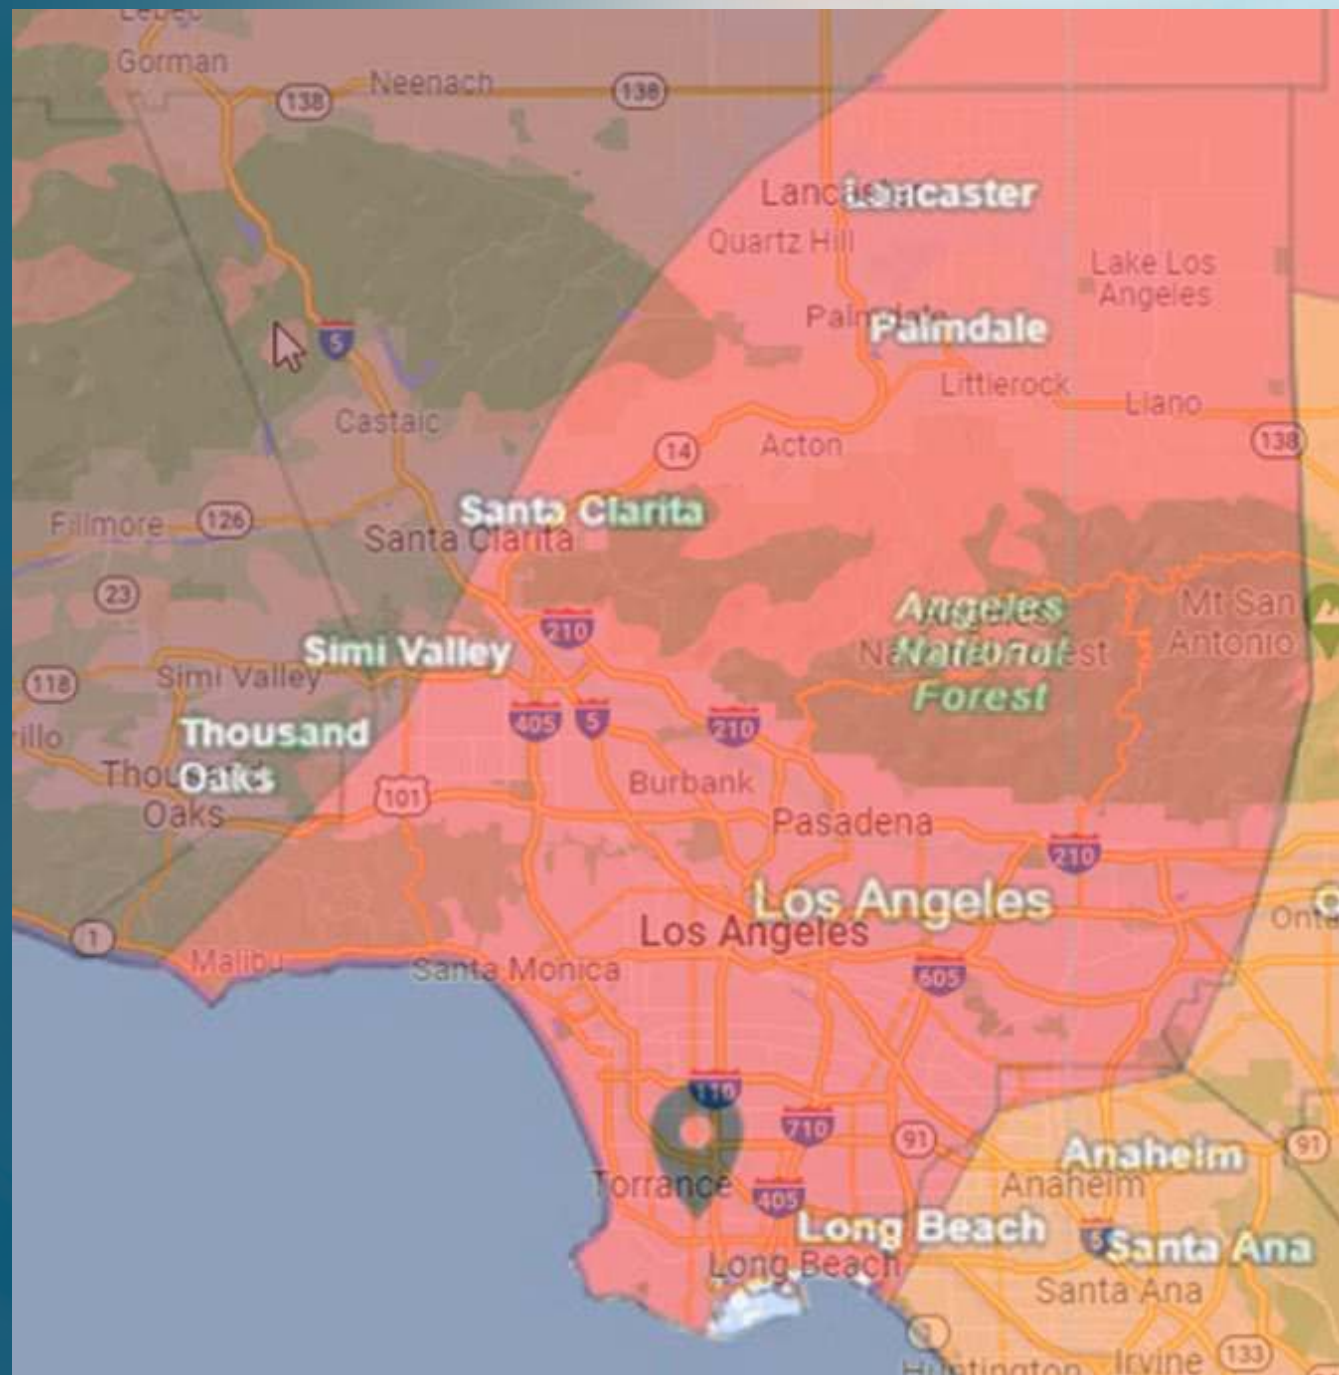 Lebec
Gorman
138
Neenach
138
Lancaster
Lancaster
Quartz Hill
Lake Los
Angeles
Palmdale
Palmdale
5
Littlerock
Llano
Castaic
14
Acton
138
Santa Clarita
Santa Clarita
Fillmore
126
23
Angeles
National
Forest
Mt San
Antonio
210
Simi Valley
Simi Valley
118
405
5
210
Thousand
Oaks
Thousand
Oaks
101
Burbank
Pasadena
210
Los Angeles
Los Angeles
1
Malibu
Santa Monica
605
110
710
91
91
Torrance
405
Anaheim
Anaheim
Long Beach
Long Beach
5
Santa Ana
Santa Ana
1
Huntington
Irvine
133